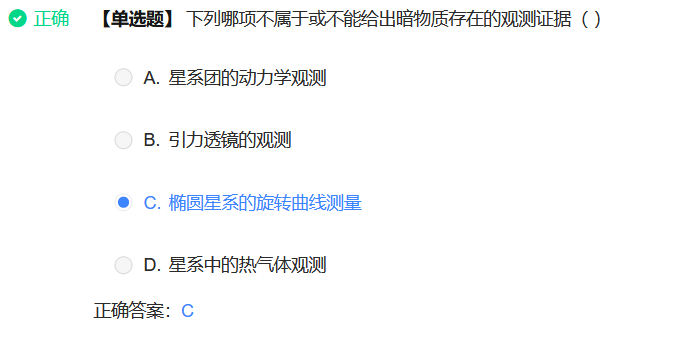 正确 【单选题】 下列哪项不属于或不能给出暗物质存在的观测证据（ ）
A. 星系团的动力学观测
B. 引力透镜的观测
C. 椭圆星系的旋转曲线测量
D. 星系中的热气体观测
正确答案：C